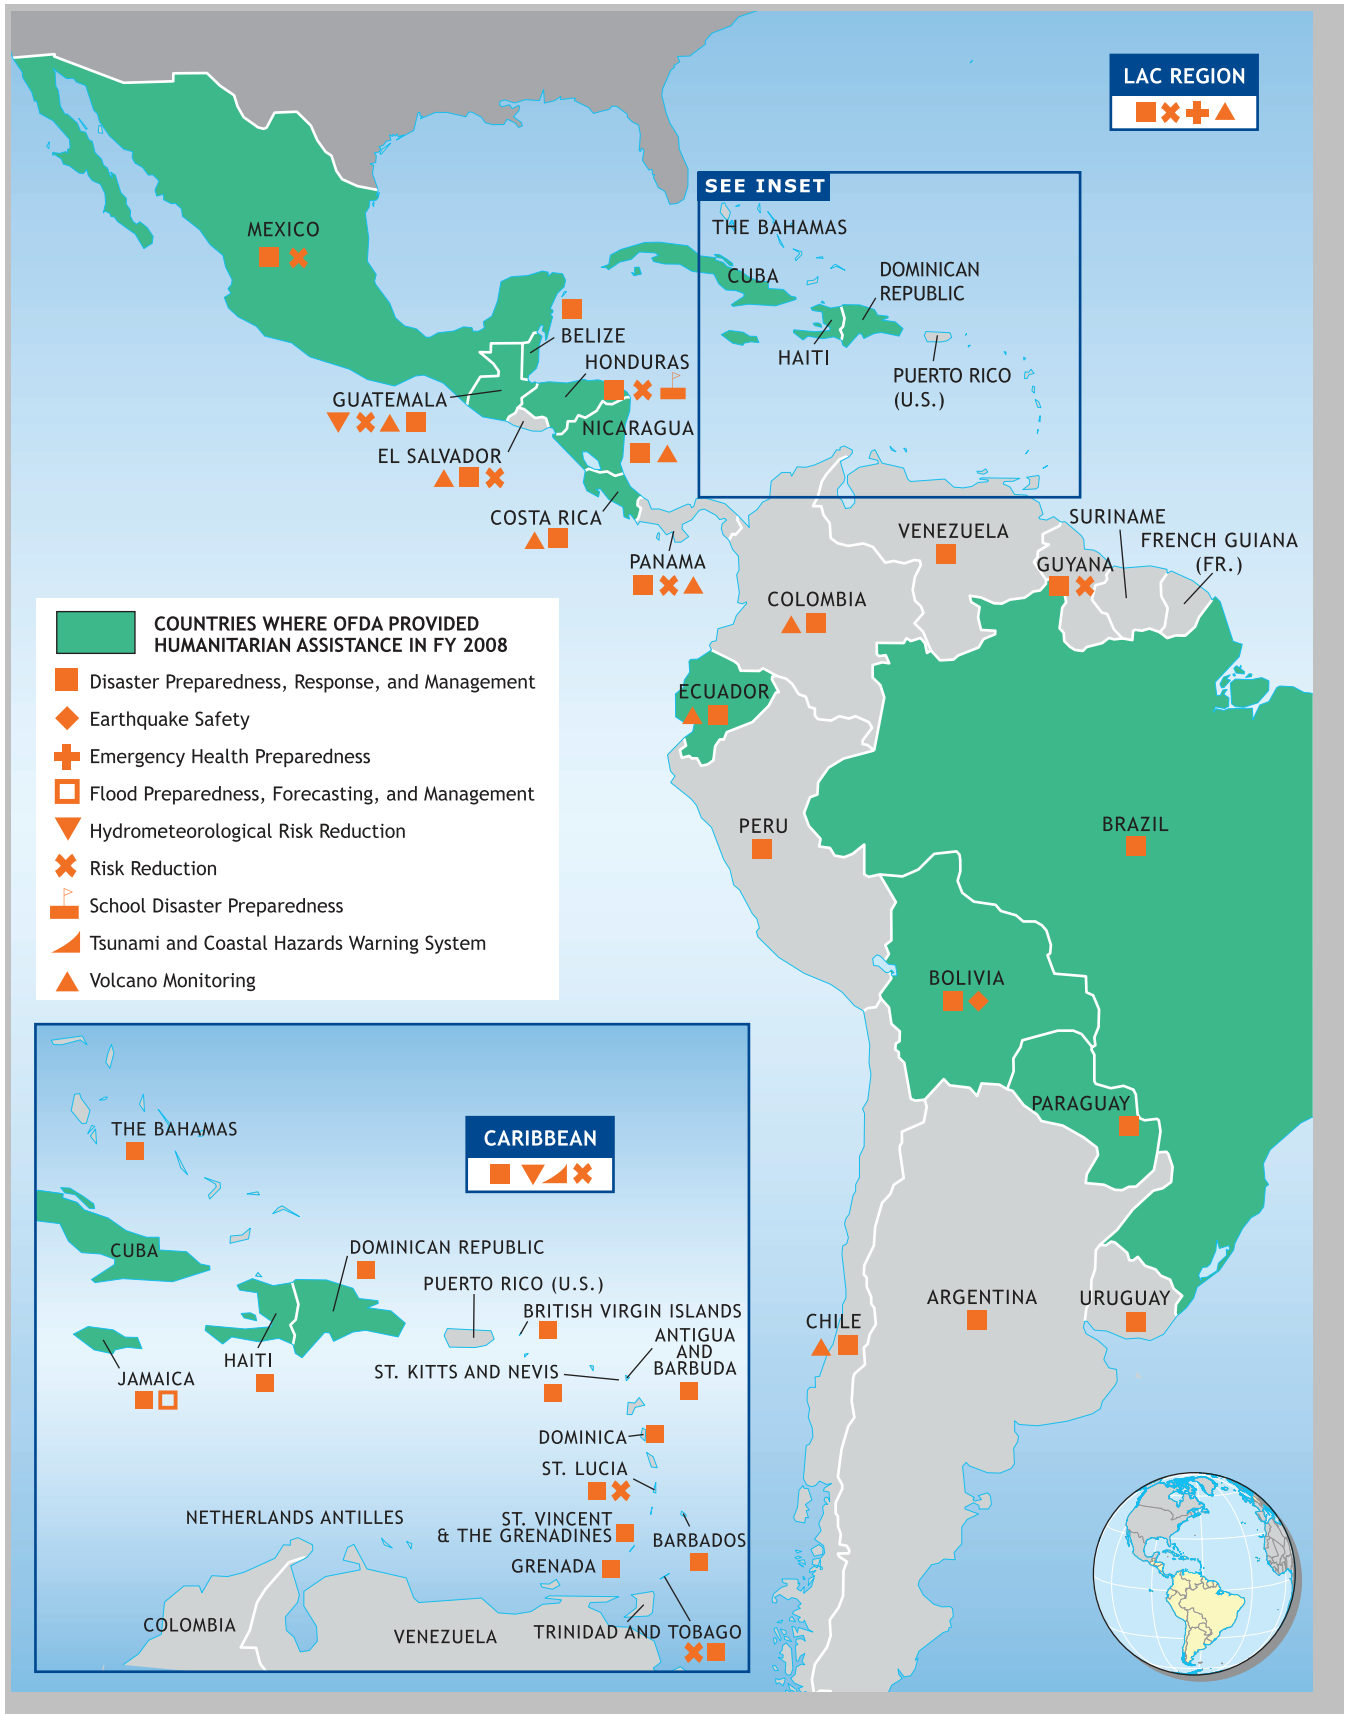 LAC REGION
SEE INSET
THE BAHAMAS
MEXICO
CUBA
DOMINICAN
REPUBLIC
BELIZE
HAITI
HONDURAS
PUERTO RICO
(U.S.)
GUATEMALA
NICARAGUA
EL SALVADOR
COSTA RICA
SURINAME
VENEZUELA
FRENCH GUIANA
(FR.)
PANAMA
GUYANA
COLOMBIA
COUNTRIES WHERE OFDA PROVIDED
HUMANITARIAN ASSISTANCE IN FY 2008
Disaster Preparedness, Response, and Management
Earthquake Safety
Emergency Health Preparedness
Flood Preparedness, Forecasting, and Management
Hydrometeorological Risk Reduction
Risk Reduction
School Disaster Preparedness
Tsunami and Coastal Hazards Warning System
Volcano Monitoring
ECUADOR
PERU
BRAZIL
BOLIVIA
PARAGUAY
ARGENTINA
URUGUAY
CHILE
THE BAHAMAS
CARIBBEAN
CUBA
DOMINICAN REPUBLIC
PUERTO RICO (U.S.)
BRITISH VIRGIN ISLANDS
ANTIGUA
AND
BARBUDA
HAITI
JAMAICA
ST. KITTS AND NEVIS
DOMINICA
ST. LUCIA
NETHERLANDS ANTILLES
ST. VINCENT
& THE GRENADINES
BARBADOS
GRENADA
COLOMBIA
VENEZUELA
TRINIDAD AND TOBAGO